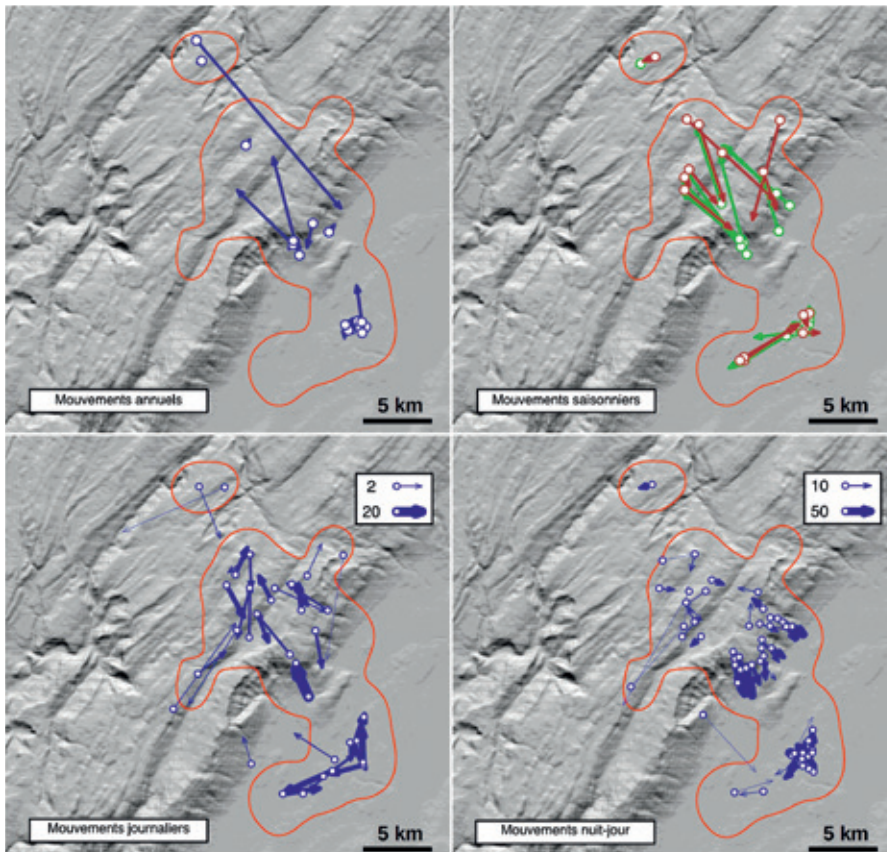 Mouvements annuels
5 km
Mouvements saisonniers
5 km
2
20
Mouvements journaliers
5 km
10
50
Mouvements nuit-jour
5 km